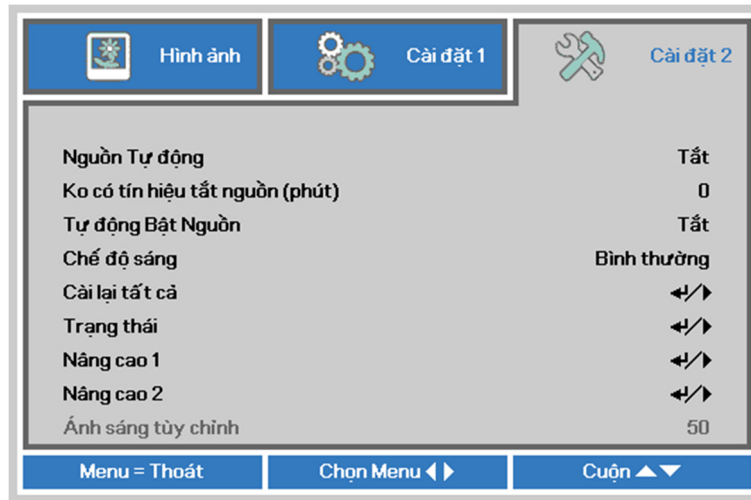 Hình ảnh Cài đặt 1 Cài đặt 2
Nguồn Tự động Tắt
Ko có tín hiệu tắt nguồn (phút) 0
Tự động Bật Nguồn Tắt
Chế độ sáng Bình thường
Cài lại tất cả ↵/▶
Trạng thái ↵/▶
Nâng cao 1 ↵/▶
Nâng cao 2 ↵/▶
Ánh sáng tùy chỉnh 50
Menu = Thoát Chọn Menu ◀ ▶ Cuộn ▲▼